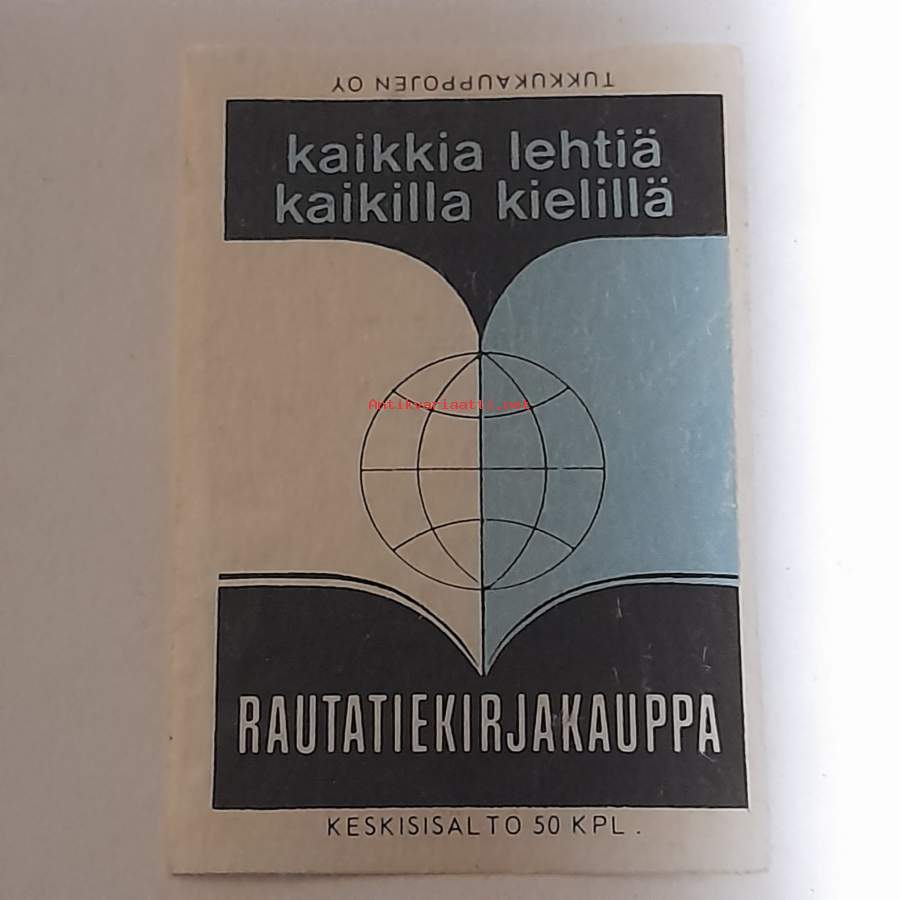 TUKKUKAUPPOJEN OY
kaikkia lehtiä
kaikilla kielillä
Antikvariaatti.net
RAUTATIEKIRJAKAUPPA
KESKISISALTO 50 KPL.